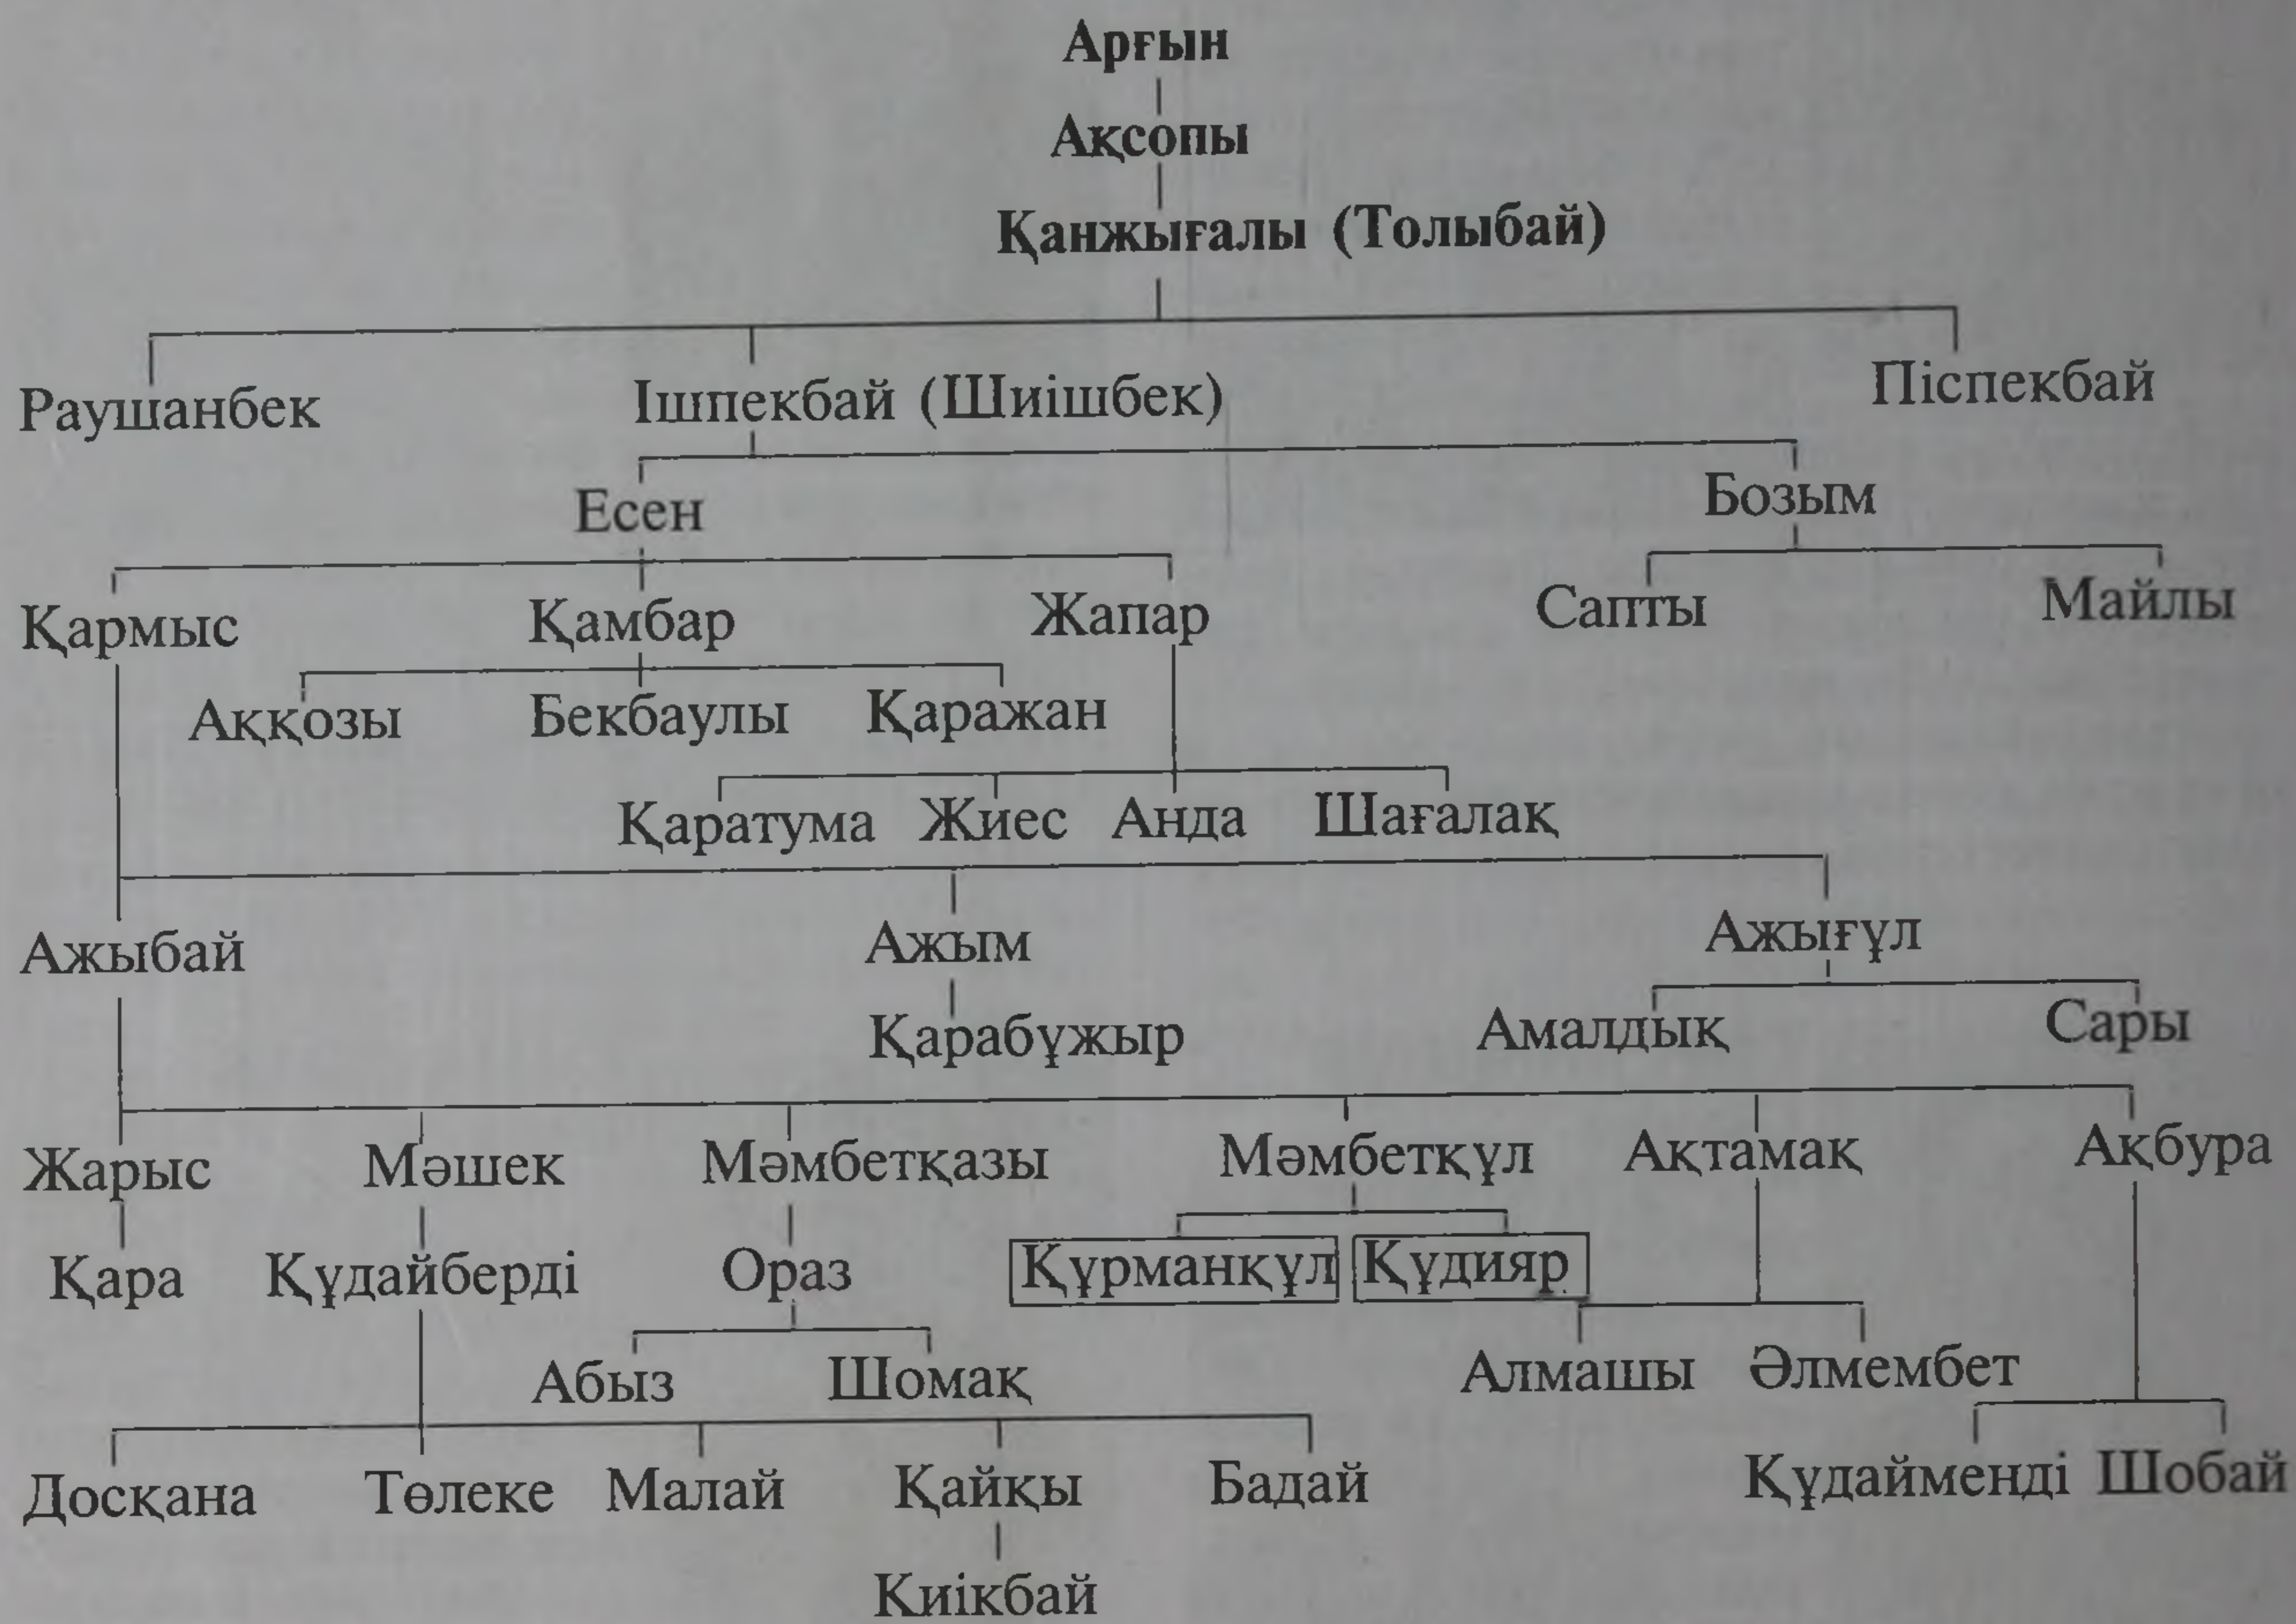 Арғын
Ақсопы
Қанжығалы (Толыбай)
Раушанбек Ішпекбай (Шиішбек) Піспекбай
Есен Бозым
Қармыс Қамбар Жапар Сапты Майлы
Аққозы Бекбаулы Қаражан
Қаратума Жиес Анда Шағалақ
Ажыбай Ажым Ажығұл
Қарабұжыр Амалдық Сары
Жарыс Мәшек Мәмбетқазы Мәмбетқұл Ақтамақ Ақбура
Қара Құдайберді Ораз Құрманқұл Құдияр
Абыз Шомақ Алмашы Әлмембет
Досқана Төлеке Малай Қайқы Бадай Құдайменді Шобай
Киікбай